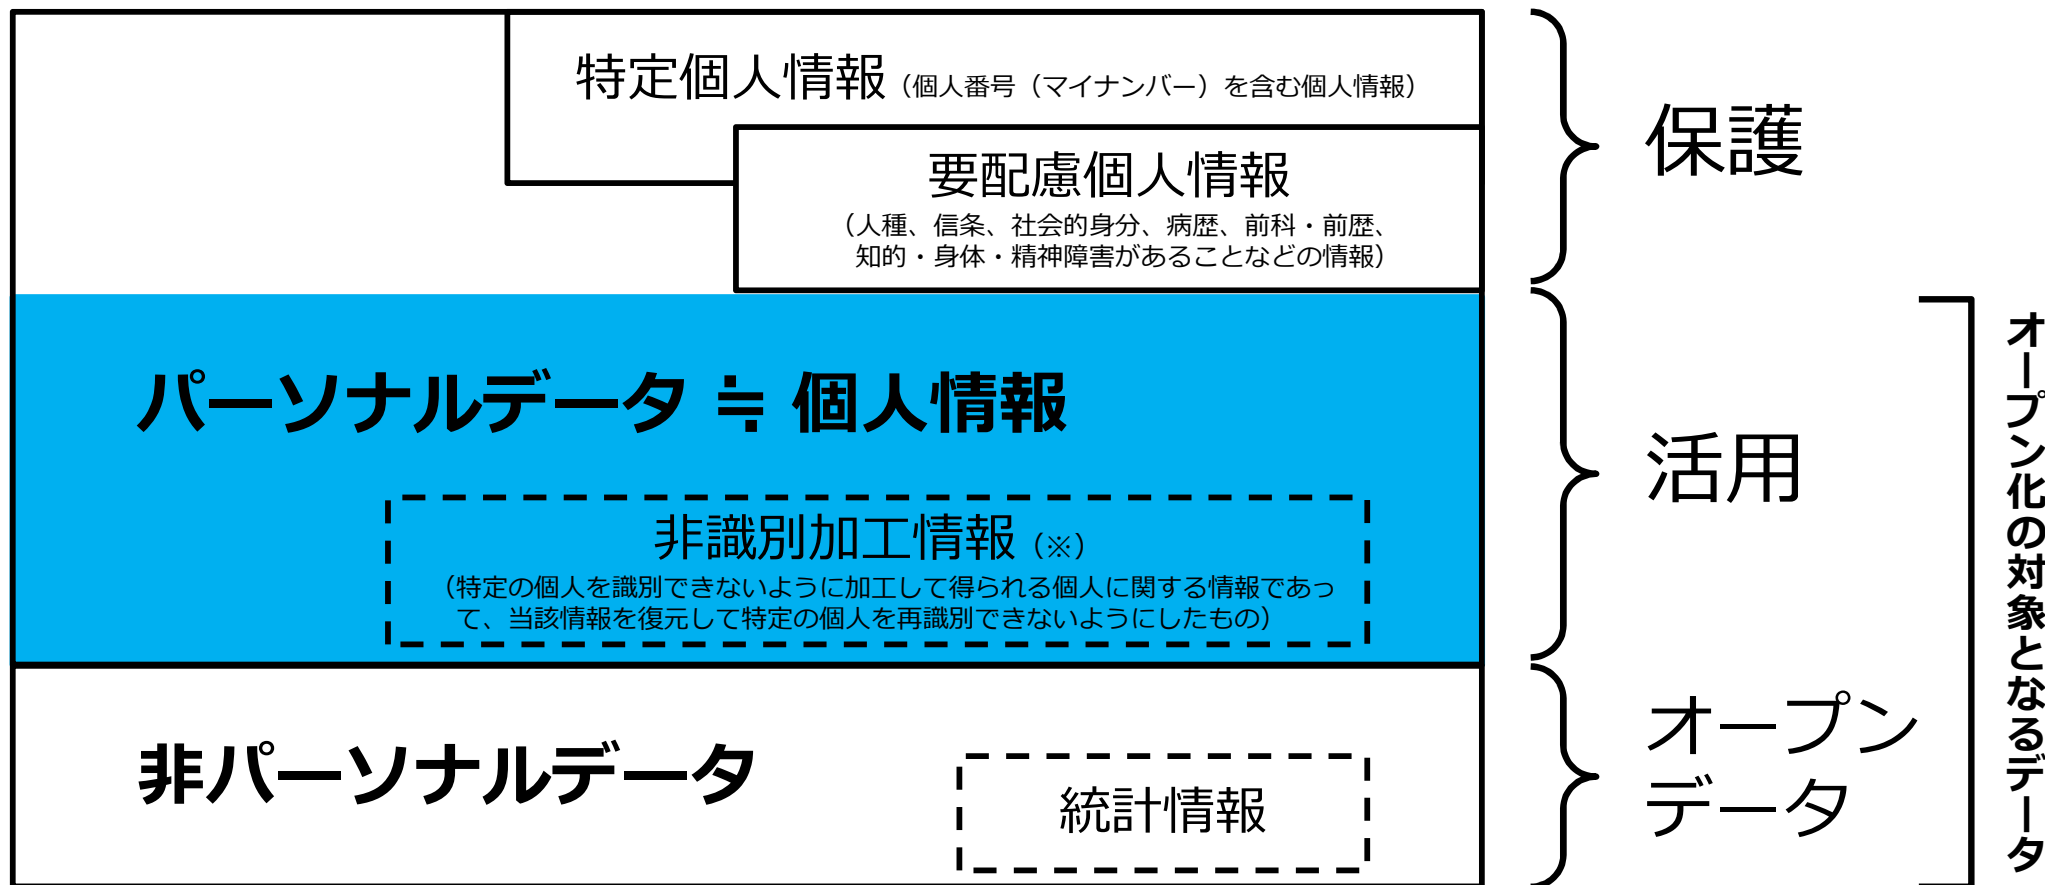 特定個人情報（個人番号（マイナンバー）を含む個人情報）
要配慮個人情報
（人種、信条、社会的身分、病歴、前科・前歴、
知的・身体・精神障害があることなどの情報）
保護
パーソナルデータ ≒ 個人情報
非識別加工情報（※）
（特定の個人を識別できないように加工して得られる個人に関する情報であっ
て、当該情報を復元して特定の個人を再識別できないようにしたもの）
活用
非パーソナルデータ
統計情報
オープン
データ
オープン化の対象となるデータ